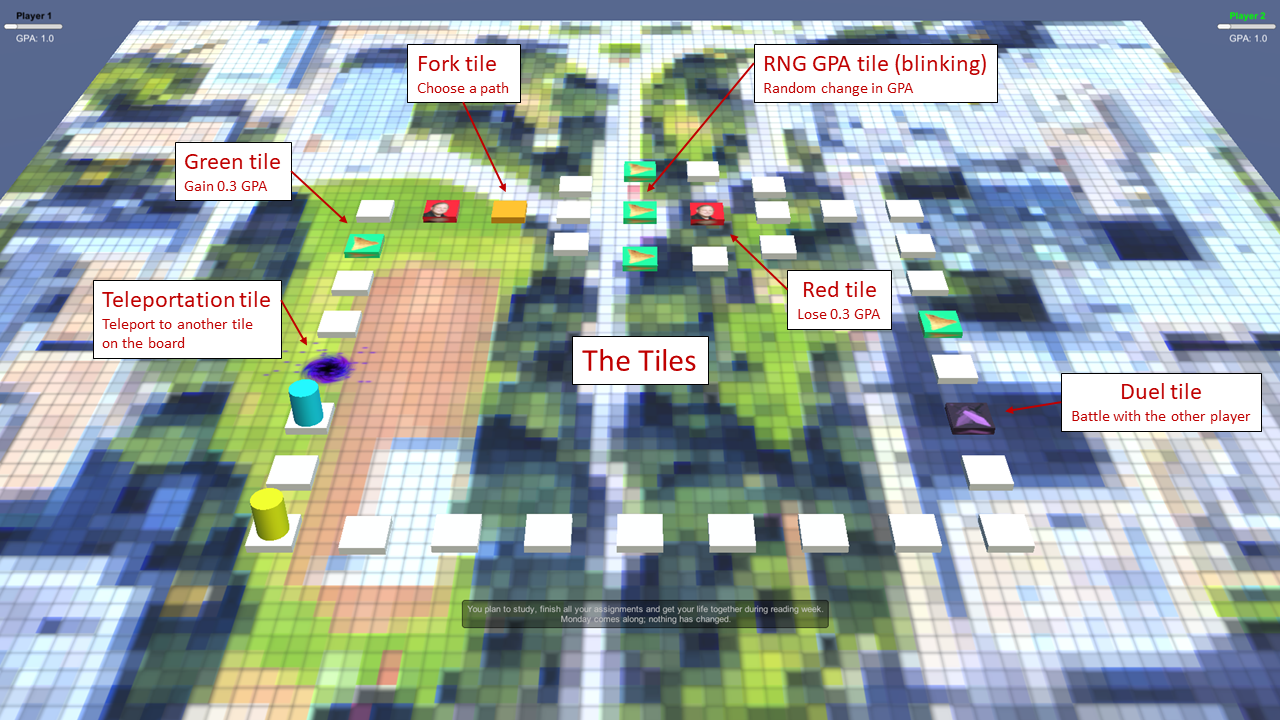 Player 1
GPA: 1.0
Player 2
GPA: 1.0
Fork tile
Choose a path
RNG GPA tile (blinking)
Random change in GPA
Green tile
Gain 0.3 GPA
Teleportation tile
Teleport to another tile
on the board
Red tile
Lose 0.3 GPA
The Tiles
Duel tile
Battle with the other player
You plan to study, finish all your assignments and get your life together during reading week.
Monday comes along; nothing has changed.